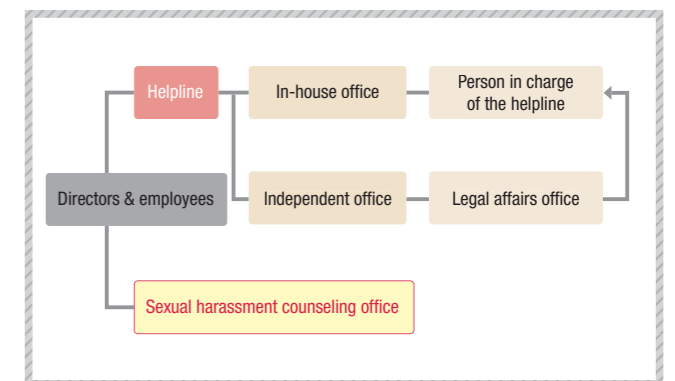 Helpline
In-house office
Person in charge
of the helpline
Directors & employees
Independent office
Legal affairs office
Sexual harassment counseling office